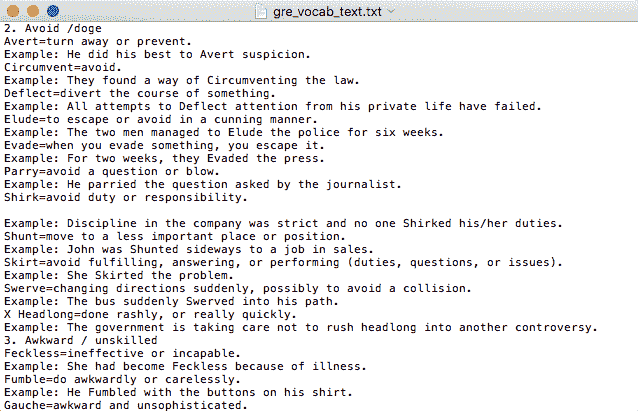 gre_vocab_text.txt
2. Avoid /doge
Avert=turn away or prevent.
Example: He did his best to Avert suspicion.
Circumvent=avoid.
Example: They found a way of Circumventing the law.
Deflect=divert the course of something.
Example: All attempts to Deflect attention from his private life have failed.
Elude=to escape or avoid in a cunning manner.
Example: The two men managed to Elude the police for six weeks.
Evade=when you evade something, you escape it.
Example: For two weeks, they Evaded the press.
Parry=avoid a question or blow.
Example: He parried the question asked by the journalist.
Shirk=avoid duty or responsibility.
Example: Discipline in the company was strict and no one Shirked his/her duties.
Shunt=move to a less important place or position.
Example: John was Shunted sideways to a job in sales.
Skirt=avoid fulfilling, answering, or performing (duties, questions, or issues).
Example: She Skirted the problem.
Swerve=changing directions suddenly, possibly to avoid a collision.
Example: The bus suddenly Swerved into his path.
X Headlong=done rashly, or really quickly.
Example: The government is taking care not to rush headlong into another controversy.
3. Awkward / unskilled
Feckless=ineffective or incapable.
Example: She had become Feckless because of illness.
Fumble=do awkwardly or carelessly.
Example: He Fumbled with the buttons on his shirt.
Gauche=awkward and unsophisticated.